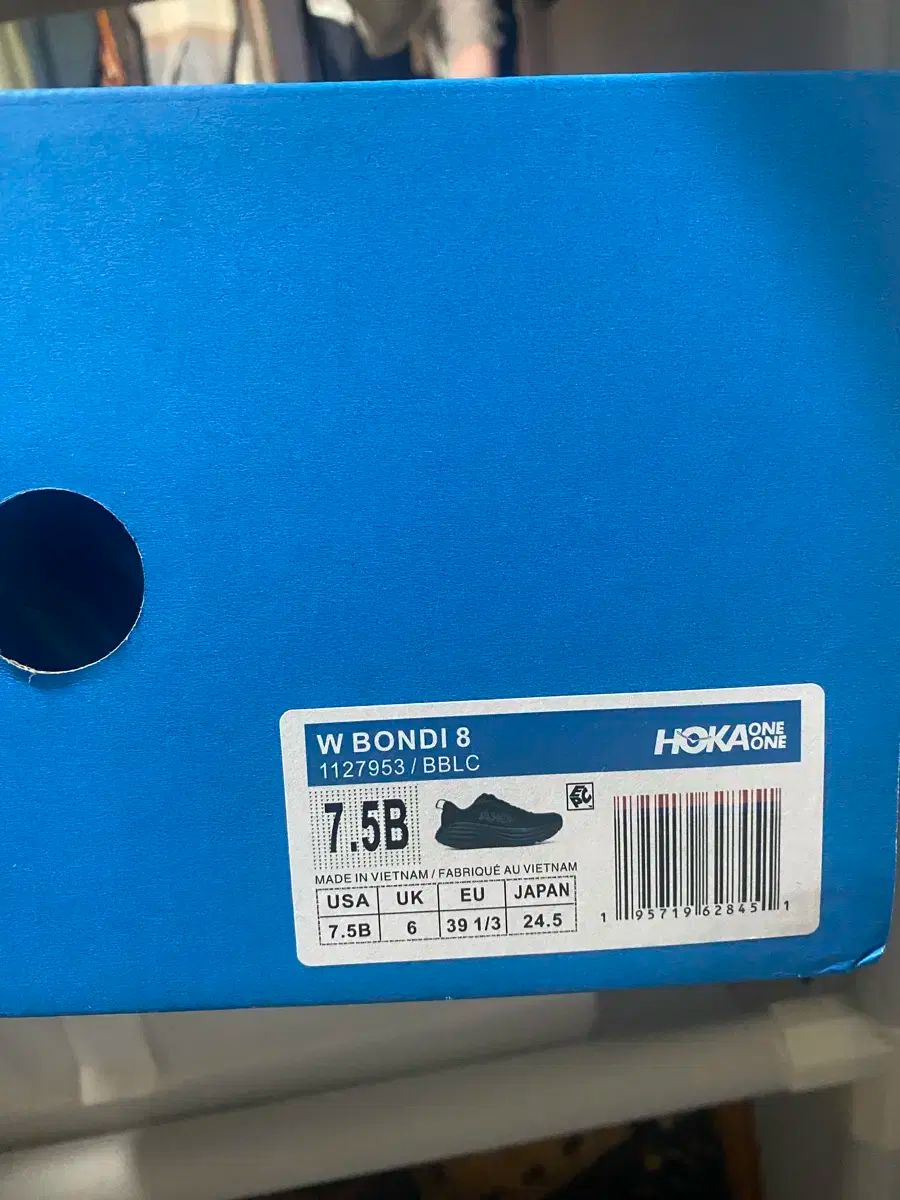 W BONDI 8
1127953 / BBLC
HOKA ONE ONE
7.5B
EPC
MADE IN VIETNAM / FABRIQUÉ AU VIETNAM
USA UK EU JAPAN
7.5B 6 39 1/3 24.5
1 95719 62845 1